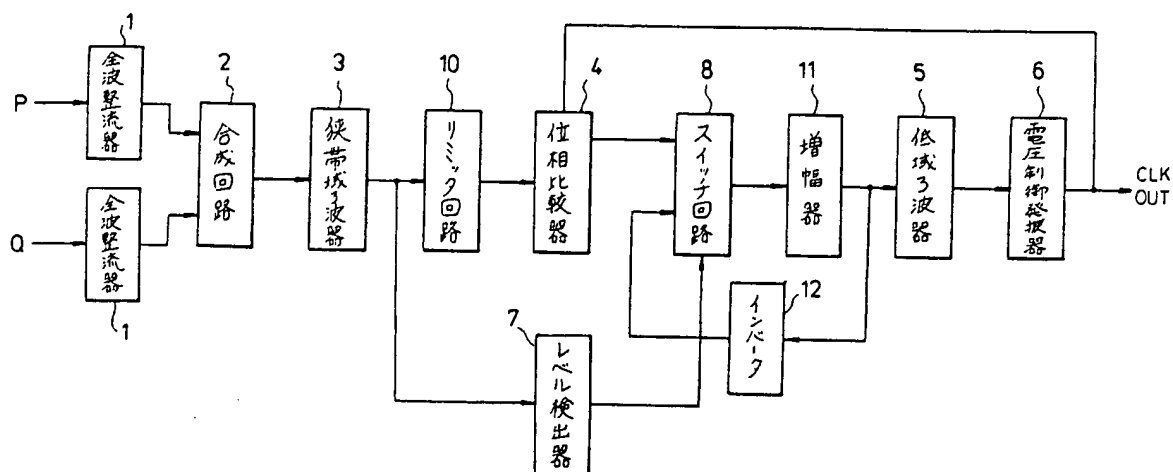 1
2
3
10
4
8
11
5
6
P
全波整流器
合成回路
狭帯域ろ波器
リミッタ回路
位相比較器
スイッチ回路
増幅器
低域ろ波器
電圧制御発振器
CLK
OUT
Q
全波整流器
1
7
レベル検出器
12
インバータ